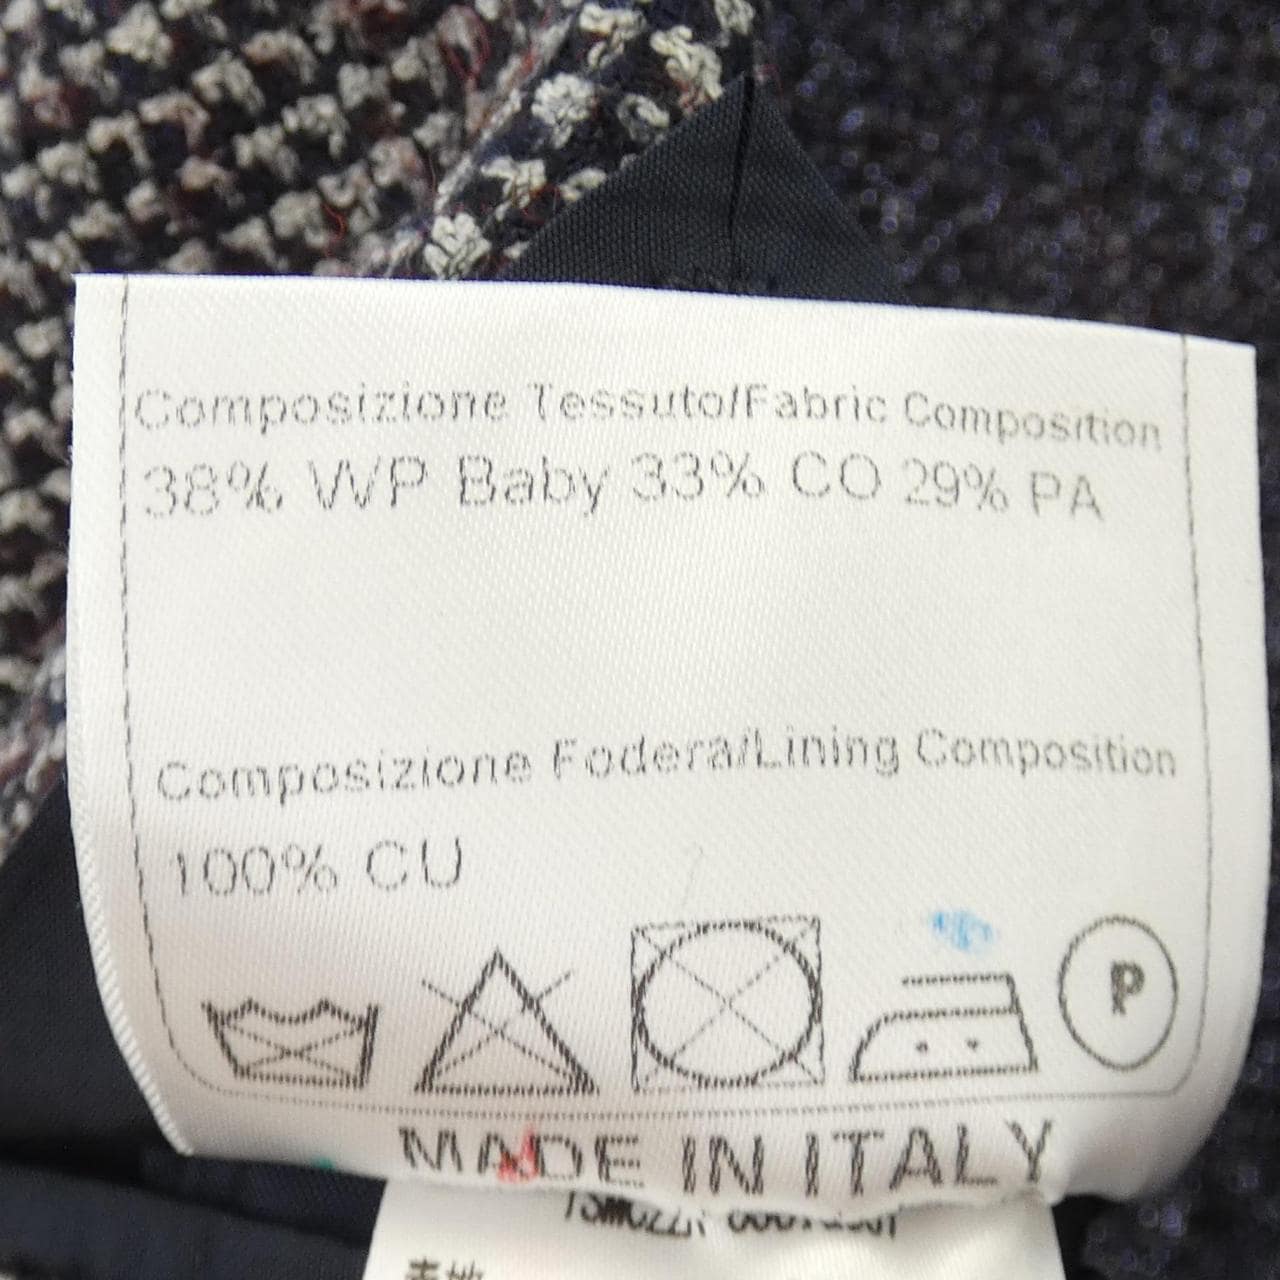 Composizione Tessuto/Fabric Composition
38% WP Baby 33% CO 29% PA
Composizione Fodera/Lining Composition
100% CU
P
MADE IN ITALY